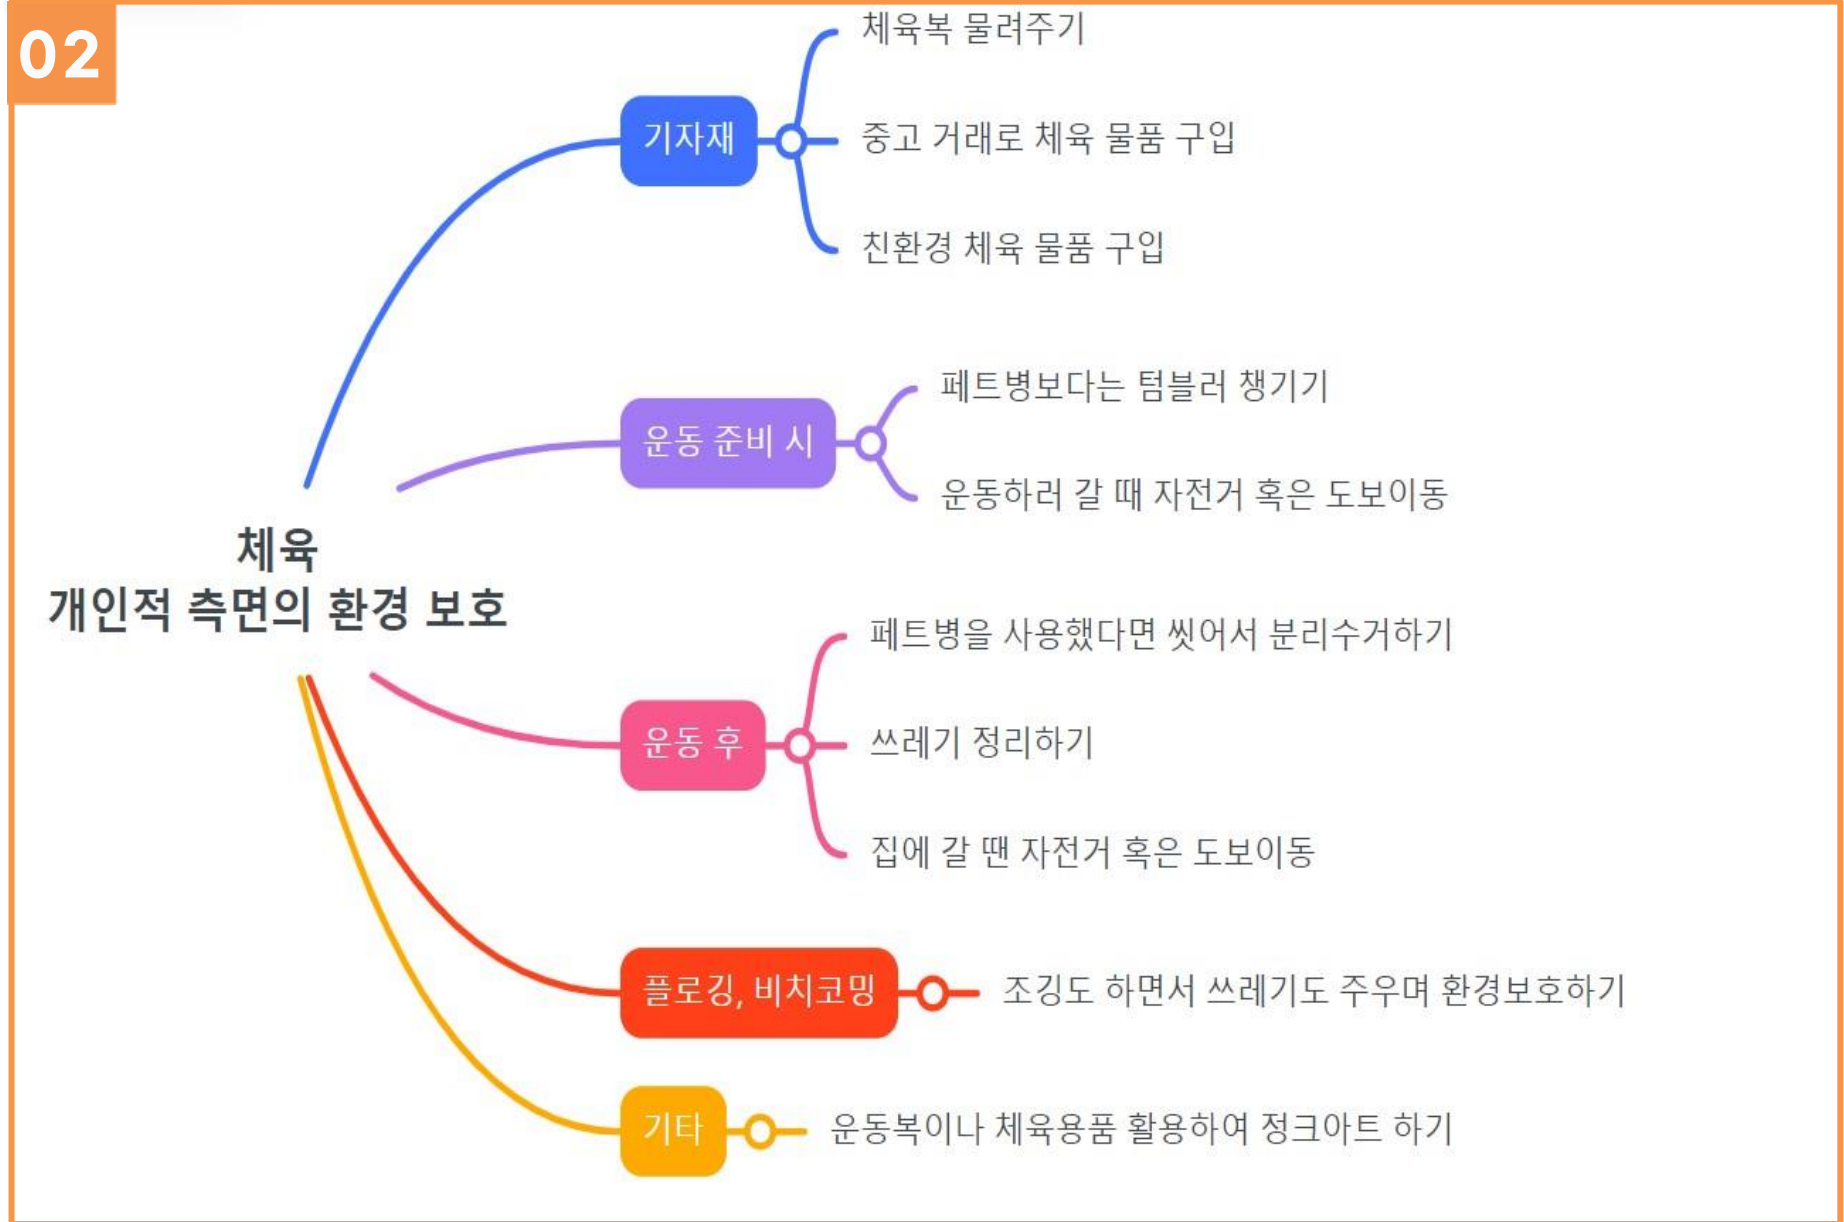 02
체육
개인적 측면의 환경 보호
기자재
체육복 물려주기
중고 거래로 체육 물품 구입
친환경 체육 물품 구입
운동 준비 시
페트병보다는 텀블러 챙기기
운동하러 갈 때 자전거 혹은 도보이동
운동 후
페트병을 사용했다면 씻어서 분리수거하기
쓰레기 정리하기
집에 갈 땐 자전거 혹은 도보이동
플로깅, 비치코밍
조깅도 하면서 쓰레기도 주우며 환경보호하기
기타
운동복이나 체육용품 활용하여 정크아트 하기